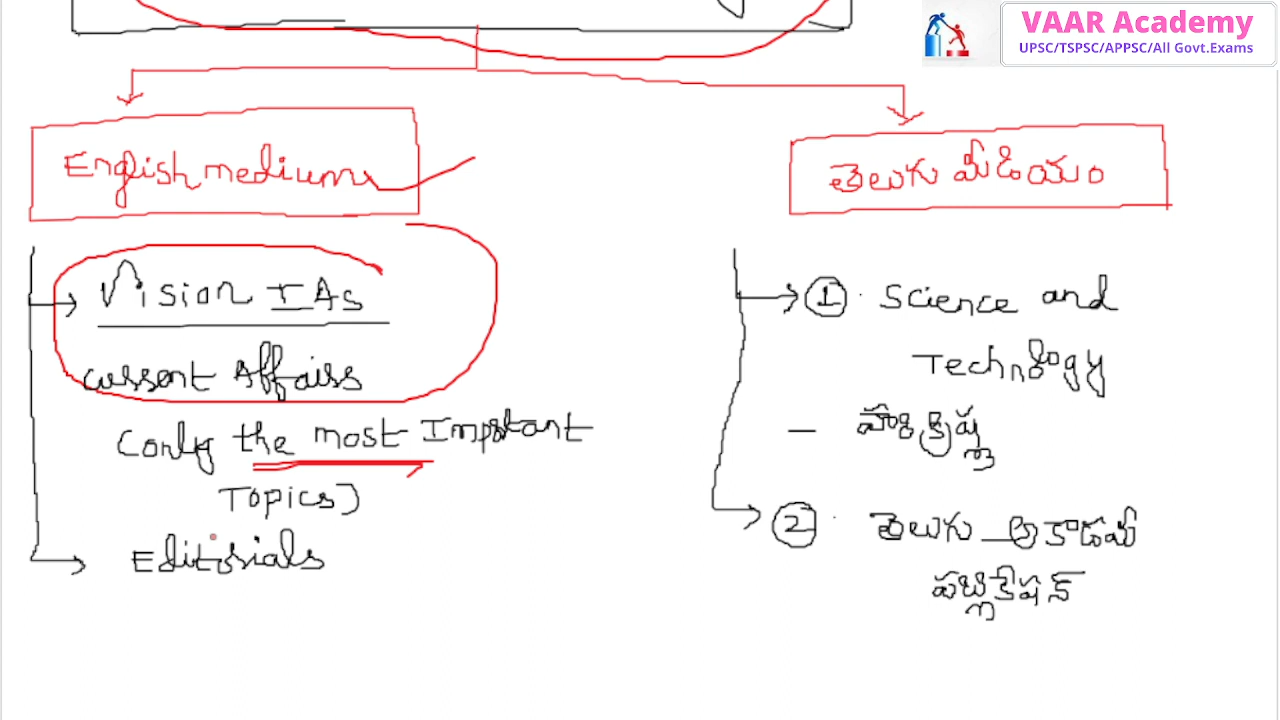 VAAR Academy
UPSC/TSPSC/APPSC/All Govt.Exams
English medium
Vision IAS
Current Affairs
(only the most Important
Topics)
Editorials
తెలుగు మీడియం
1 Science and
Technology
- హరికృష్ణ
2 తెలుగు అకాడమీ
పబ్లికేషన్